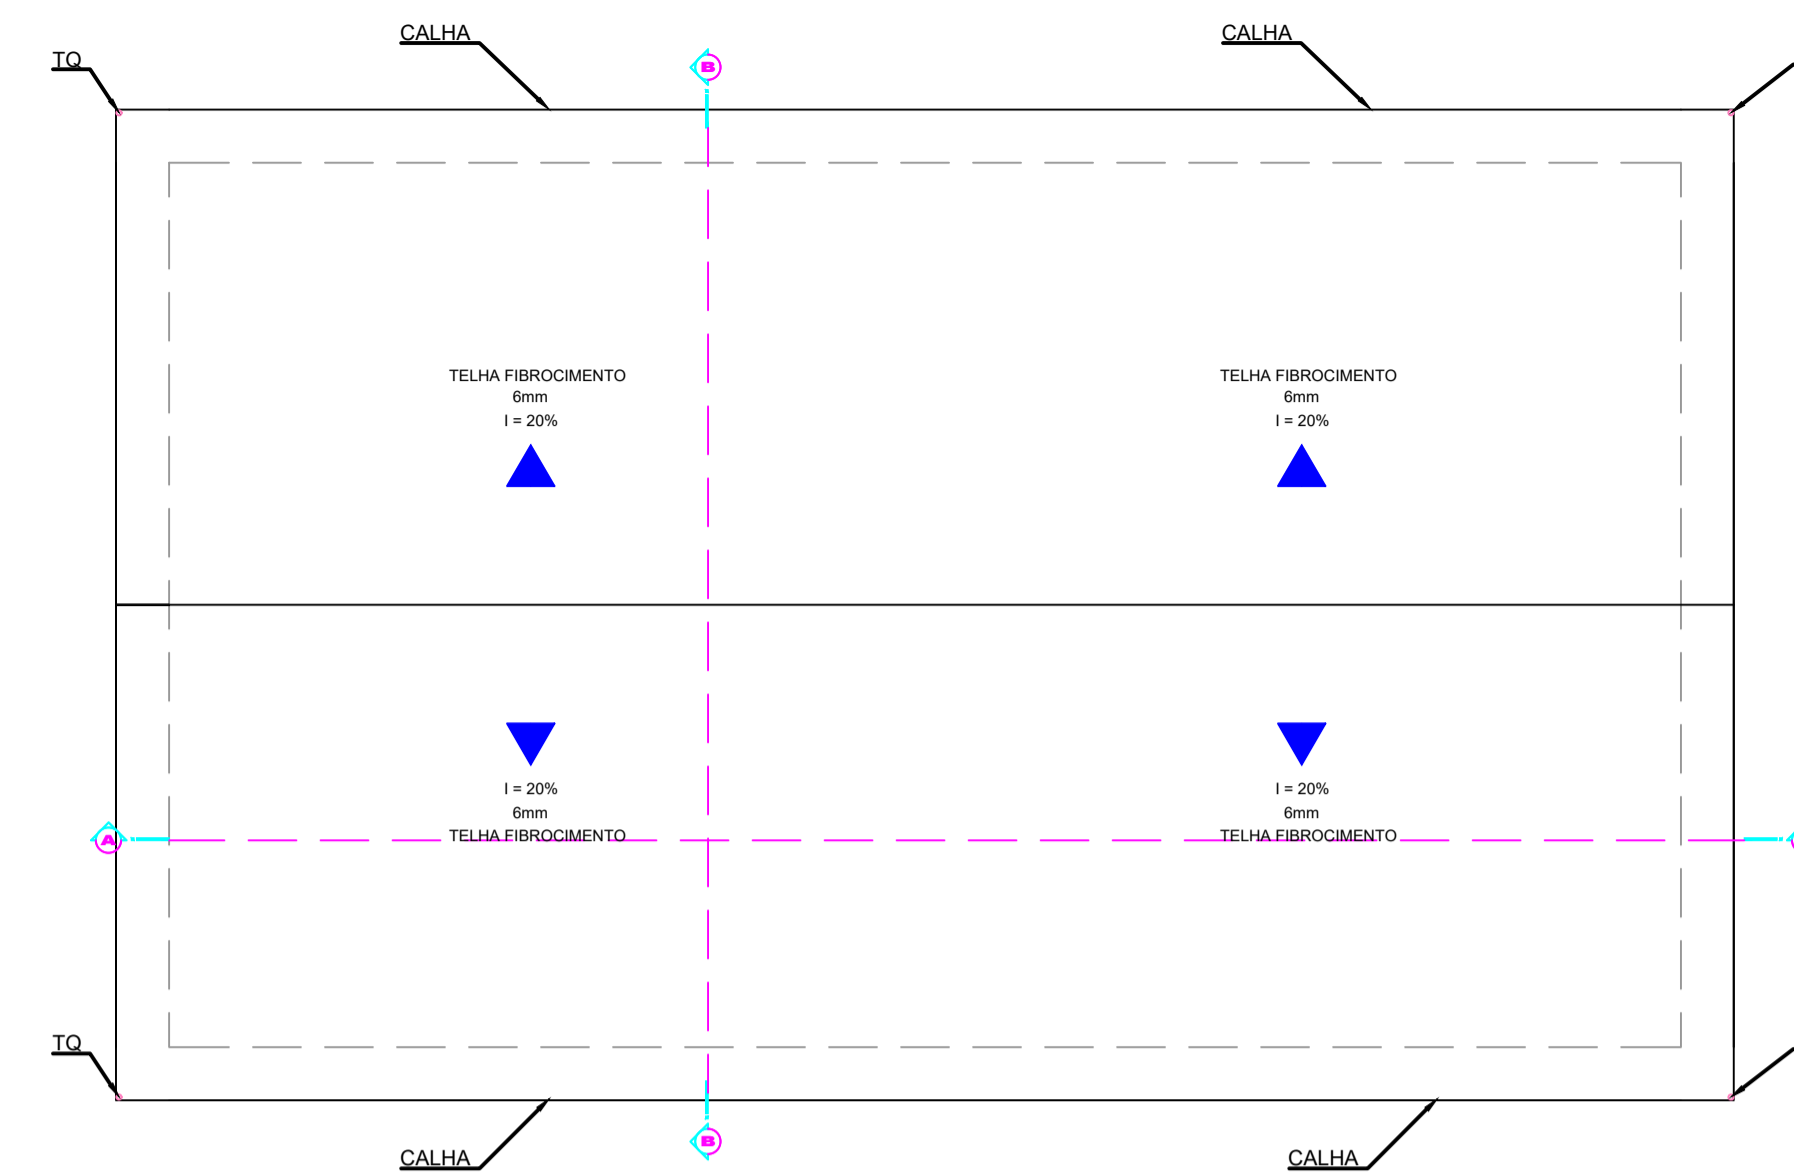 CALHA
CALHA
TQ
B
TELHA FIBROCIMENTO
6mm
I = 20%
TELHA FIBROCIMENTO
6mm
I = 20%
I = 20%
6mm
TELHA FIBROCIMENTO
I = 20%
6mm
TELHA FIBROCIMENTO
A
TQ
B
CALHA
CALHA